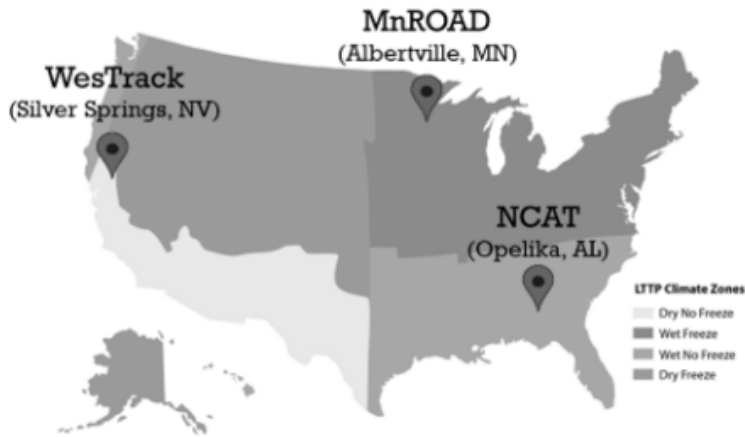 MnROAD
(Albertville, MN)
WesTrack
(Silver Springs, NV)
NCAT
(Opelika, AL)
LTTP Climate Zones
Dry No Freeze
Wet Freeze
Wet No Freeze
Dry Freeze